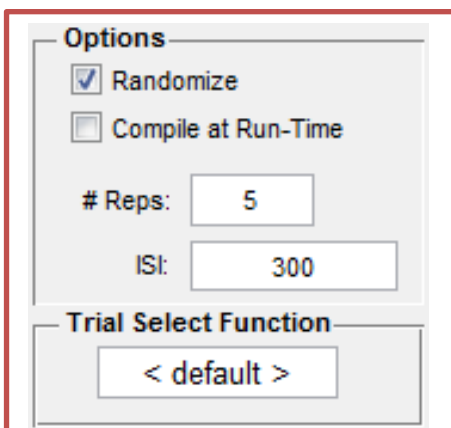 Options
Randomize
Compile at Run-Time
# Reps: 5
ISI: 300
Trial Select Function
< default >